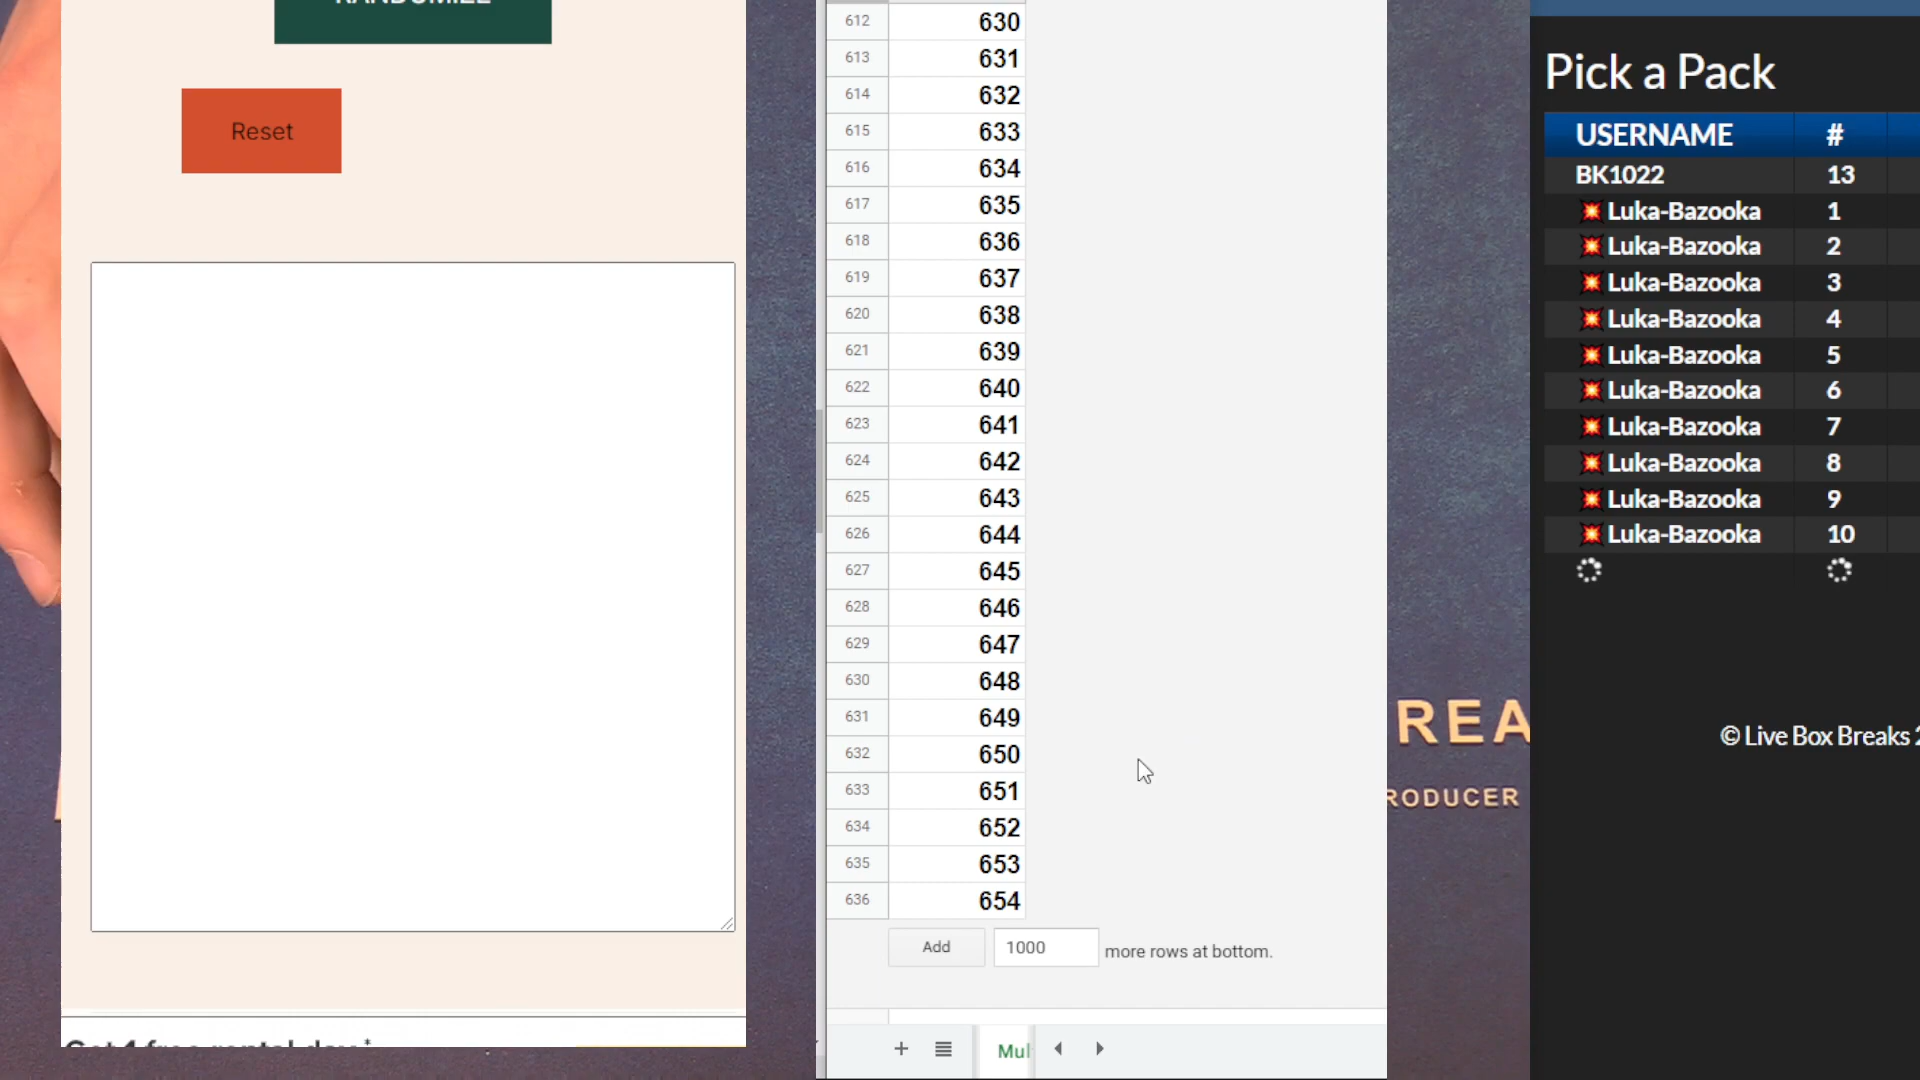 RANDOMIZE
Reset
612 630
613 631
614 632
615 633
616 634
617 635
618 636
619 637
620 638
621 639
622 640
623 641
624 642
625 643
626 644
627 645
628 646
629 647
630 648
631 649
632 650
633 651
634 652
635 653
636 654
Add 1000 more rows at bottom.
Mul
REA
RODUCER
Pick a Pack
USERNAME #
BK1022 13
💥 Luka-Bazooka 1
💥 Luka-Bazooka 2
💥 Luka-Bazooka 3
💥 Luka-Bazooka 4
💥 Luka-Bazooka 5
💥 Luka-Bazooka 6
💥 Luka-Bazooka 7
💥 Luka-Bazooka 8
💥 Luka-Bazooka 9
💥 Luka-Bazooka 10
© Live Box Breaks 2